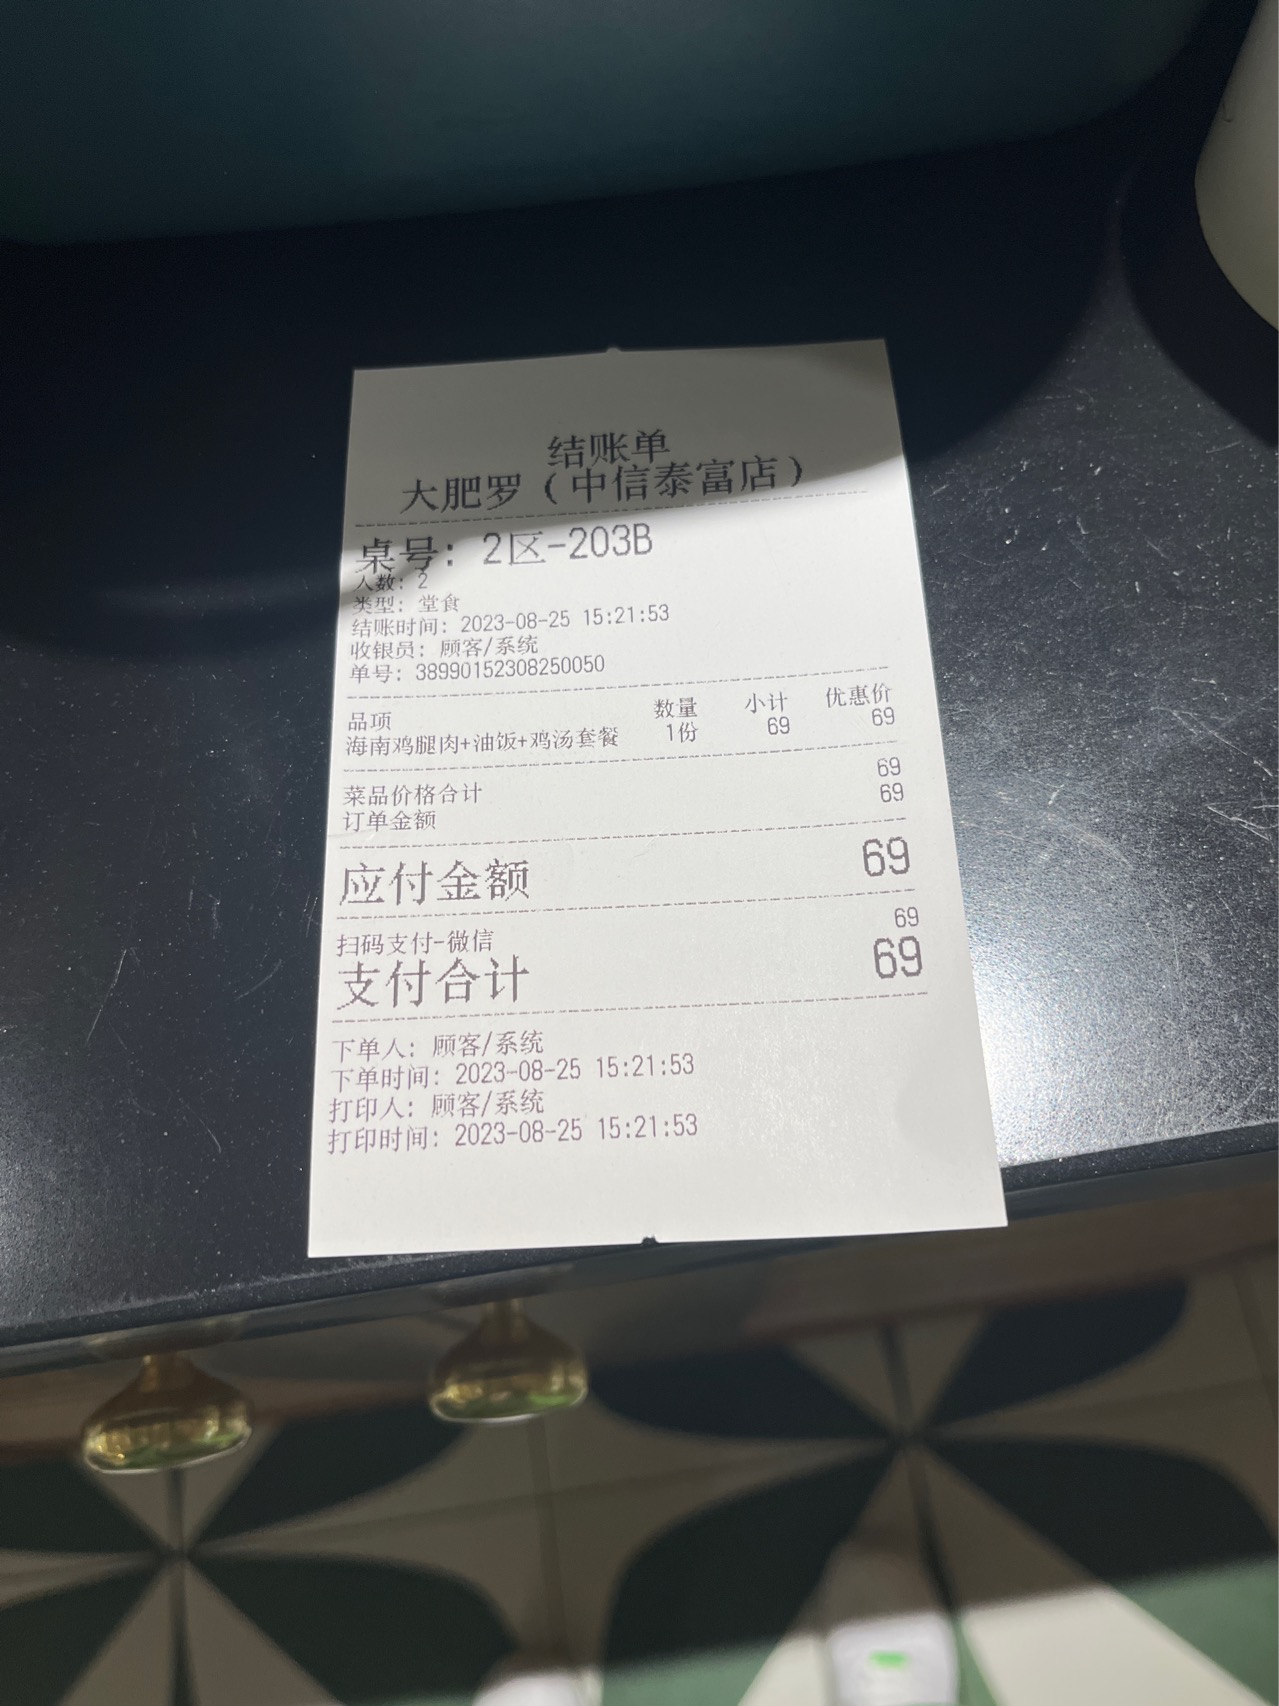 结账单
大肥罗（中信泰富店）
桌号：2区-203B
人数：2
类型：堂食
结账时间：2023-08-25 15:21:53
收银员：顾客/系统
单号：38990152308250050
品项 数量 小计 优惠价
海南鸡腿肉+油饭+鸡汤套餐 1份 69 69
菜品价格合计 69
订单金额 69
应付金额 69
扫码支付-微信 69
支付合计 69
下单人：顾客/系统
下单时间：2023-08-25 15:21:53
打印人：顾客/系统
打印时间：2023-08-25 15:21:53